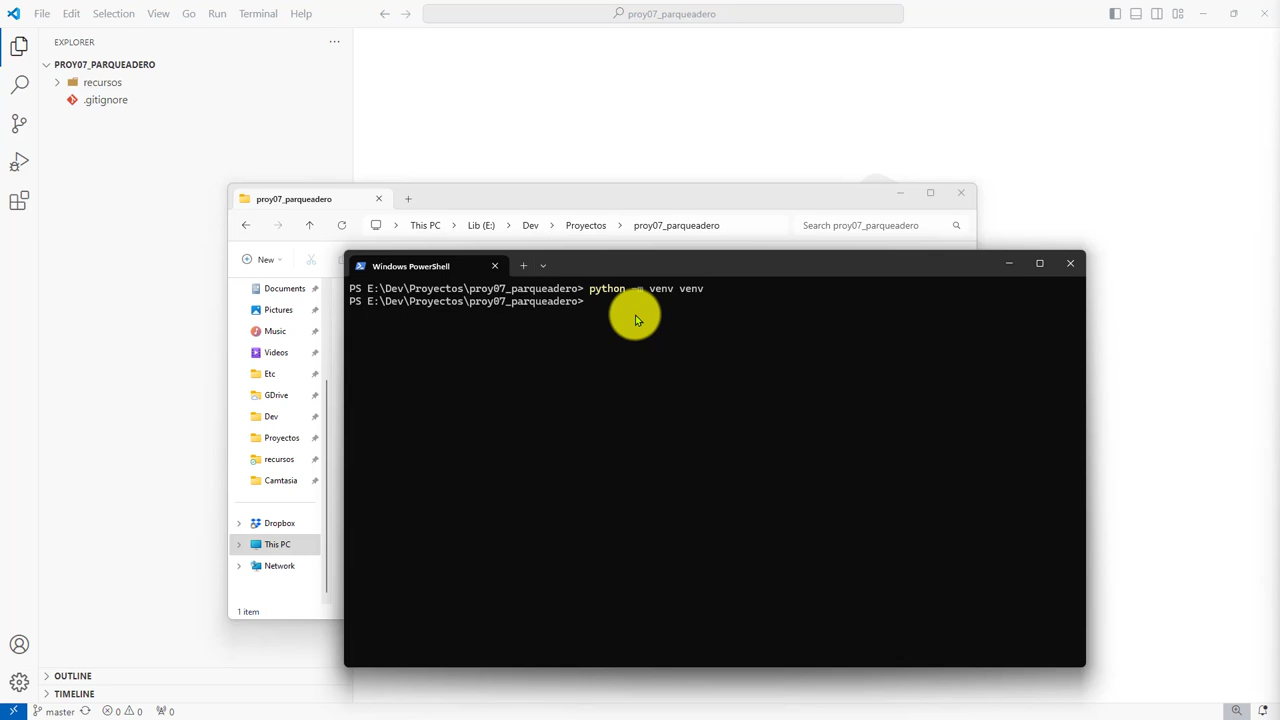 File Edit Selection View Go Run Terminal Help
proy07_parqueadero
EXPLORER
PROY07_PARQUEADERO
recursos
.gitignore
proy07_parqueadero
This PC Lib (E:) Dev Proyectos proy07_parqueadero
Search proy07_parqueadero
New
Documents
Pictures
Music
Videos
Etc
GDrive
Dev
Proyectos
recursos
Camtasia
Dropbox
This PC
Network
1 item
Windows PowerShell
PS E:\Dev\Proyectos\proy07_parqueadero> python -m venv venv
PS E:\Dev\Proyectos\proy07_parqueadero>
OUTLINE
TIMELINE
master 0 0 0